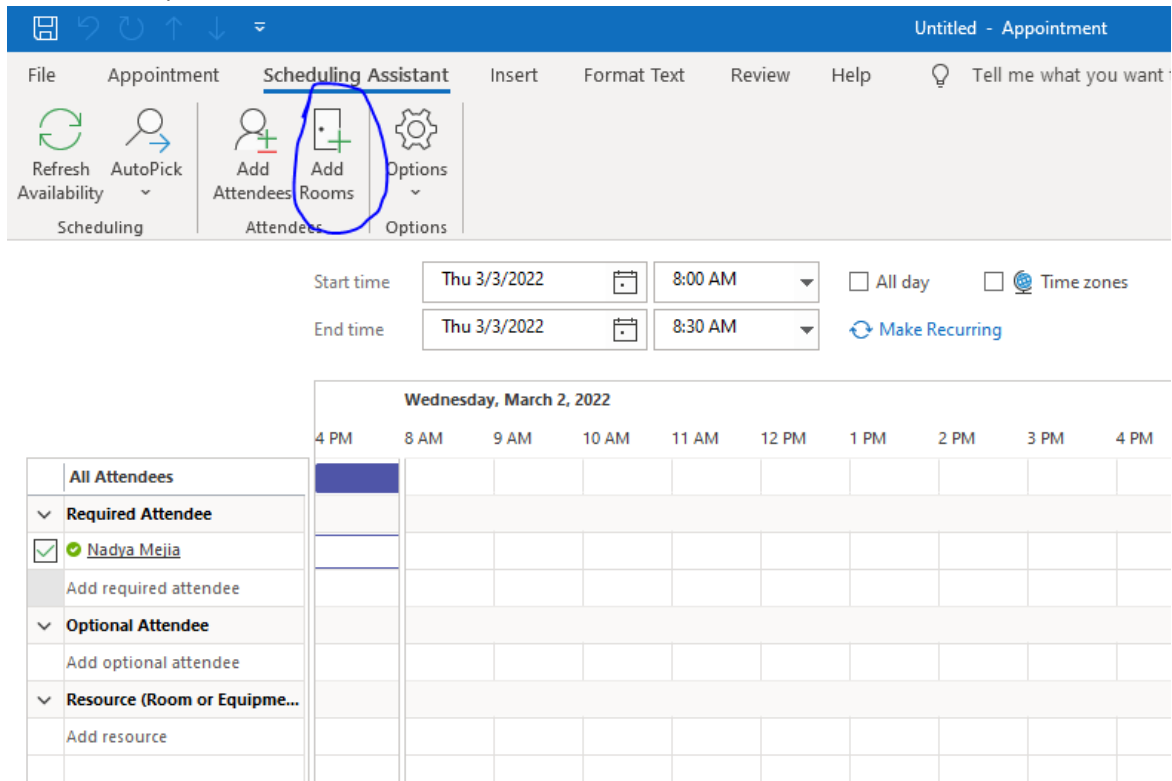 Untitled - Appointment
File Appointment Scheduling Assistant Insert Format Text Review Help Tell me what you want
Refresh Availability
AutoPick
Add Attendees
Add Rooms
Options
Scheduling Attendees Options
Start time Thu 3/3/2022 8:00 AM All day Time zones
End time Thu 3/3/2022 8:30 AM Make Recurring
Wednesday, March 2, 2022
4 PM 8 AM 9 AM 10 AM 11 AM 12 PM 1 PM 2 PM 3 PM 4 PM
All Attendees
Required Attendee
Nadya Mejia
Add required attendee
Optional Attendee
Add optional attendee
Resource (Room or Equipme...
Add resource